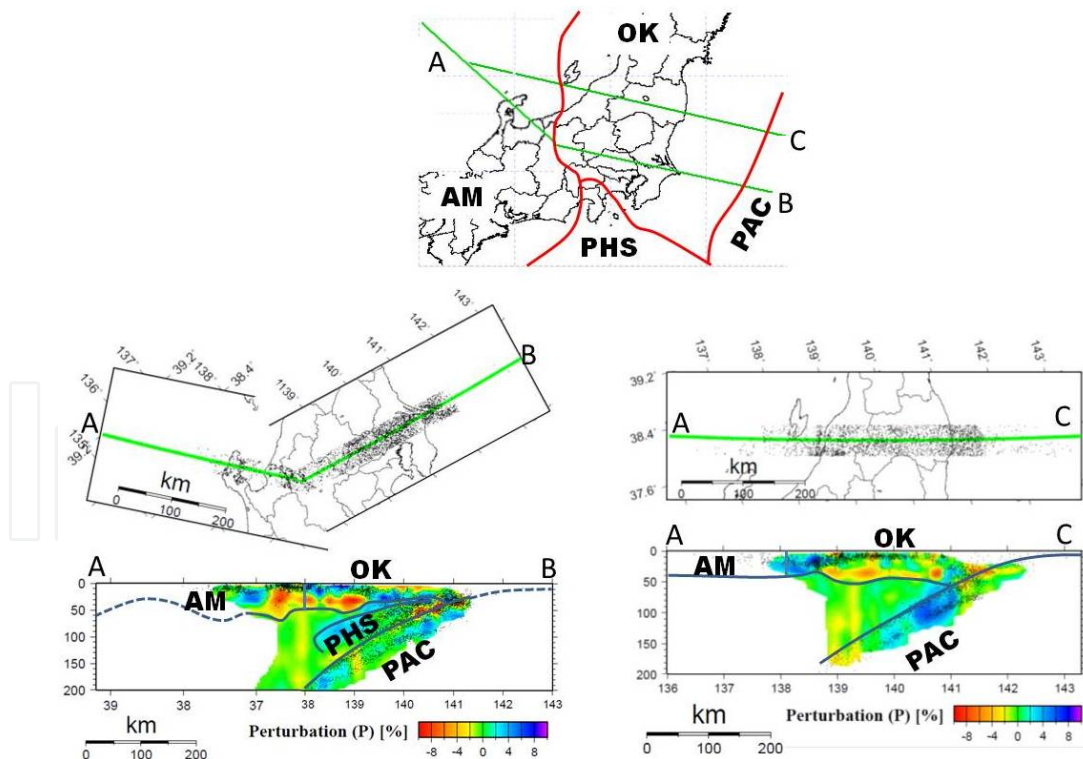 OK
A
C
AM
B
PHS
PAC
143°
142°
141°
140°
B
137°
39.2°
138°
38.4°
136°
A
km
0 100 200
137° 138° 139° 140° 141° 142° 143°
39.2°
A C
38.4°
km
0 100 200
37.6°
A OK B
AM
PHS
PAC
0
50
100
150
200
39 37 38 139 140 141 142 143
km
0 100 200
Perturbation (P) [%]
-8 -4 0 4 8
A OK C
AM
PAC
0
50
100
150
200
136 137 138 139 140 141 142 143
km
0 100 200
Perturbation (P) [%]
-8 -4 0 4 8